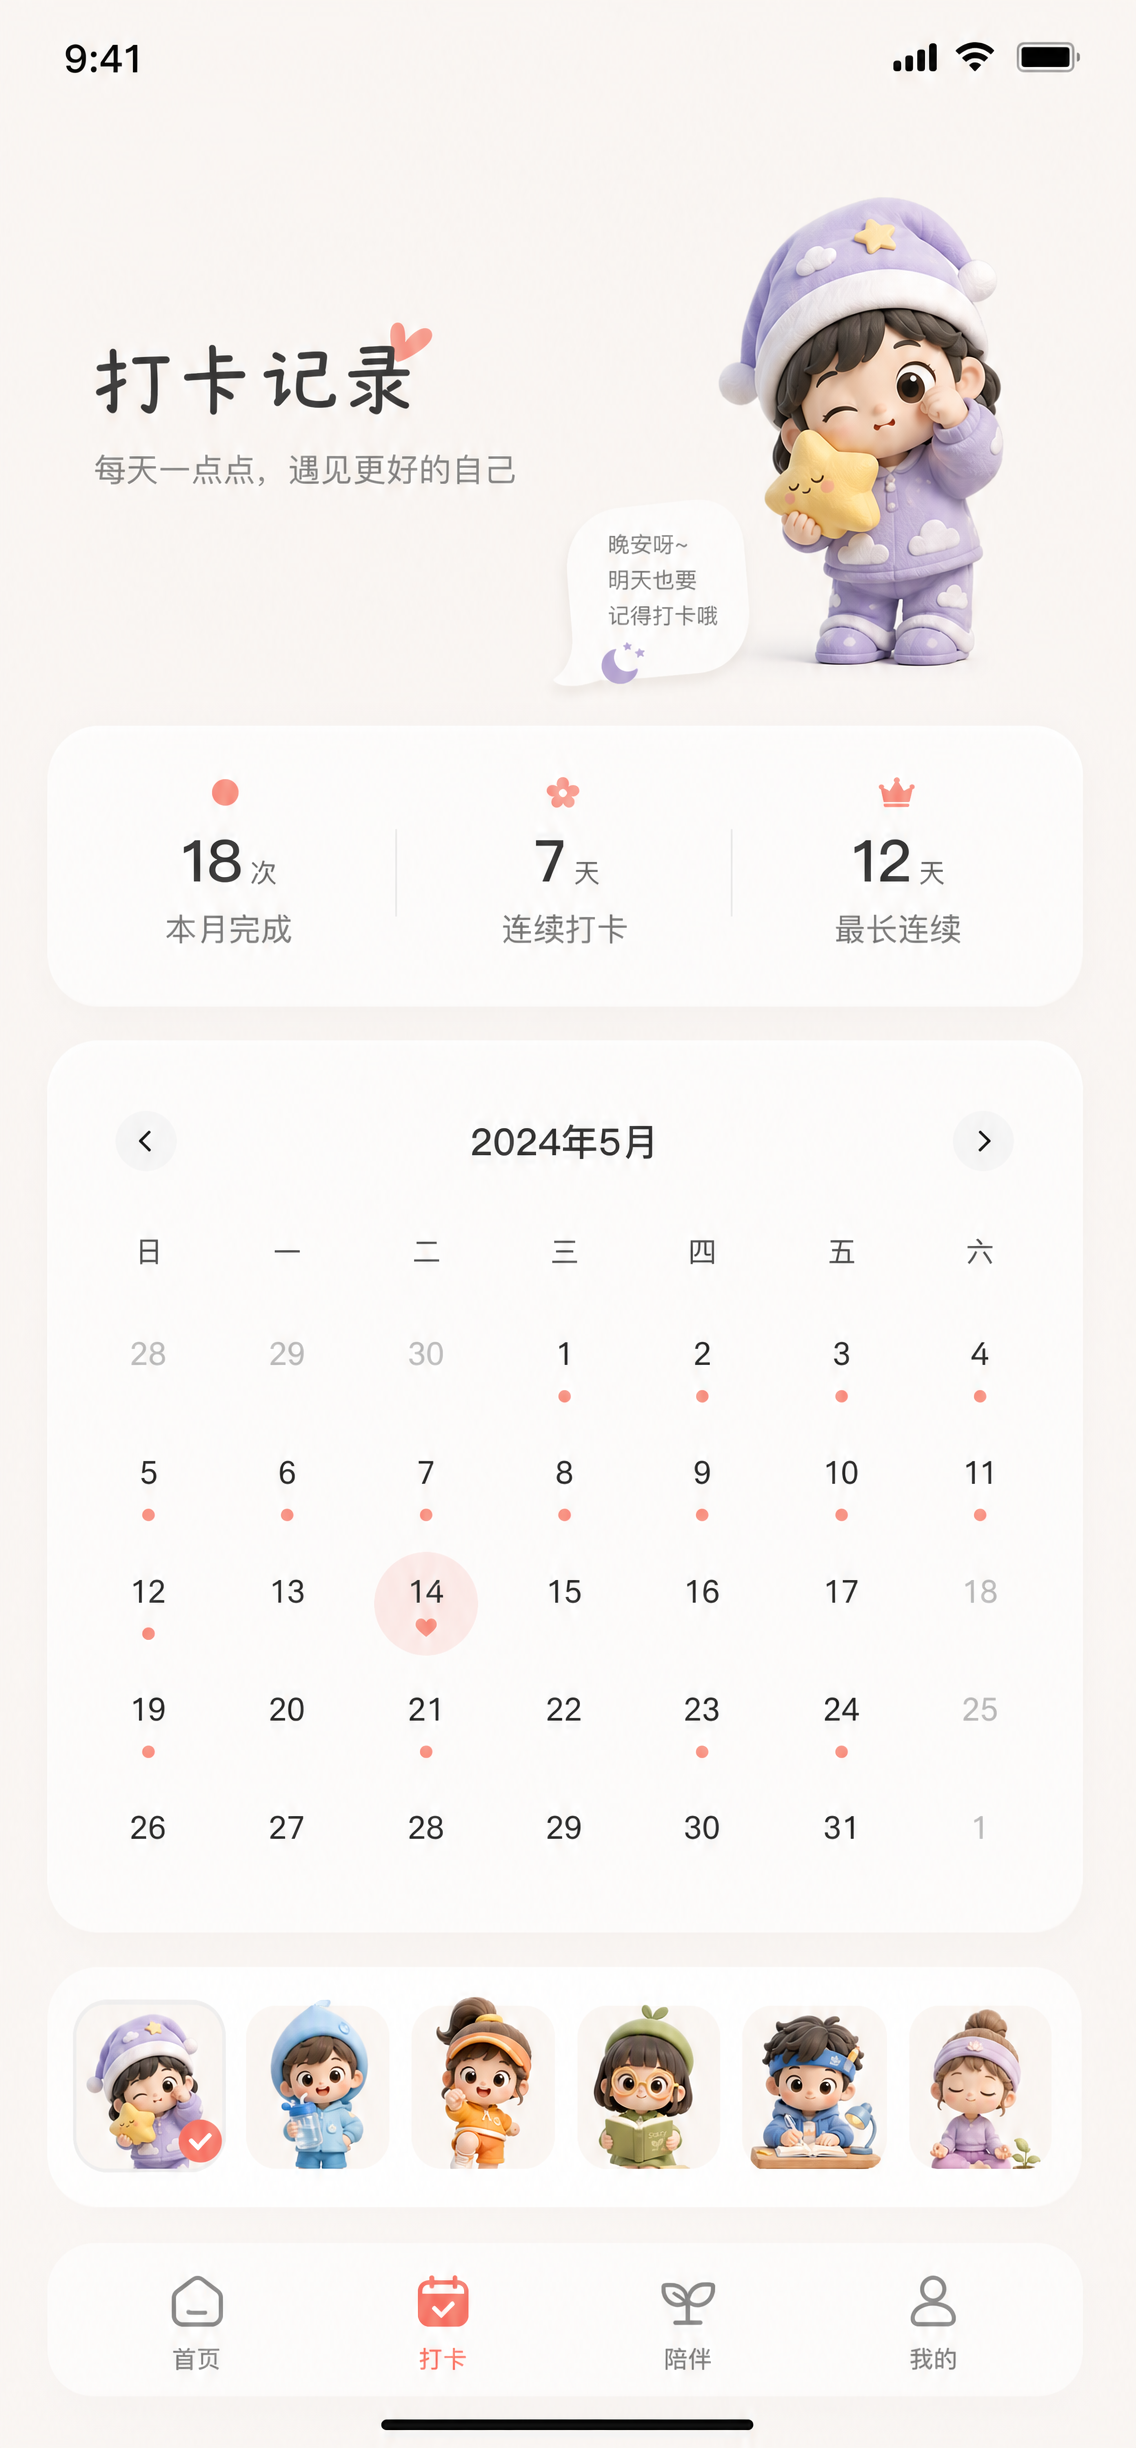 9:41
打卡记录
每天一点点，遇见更好的自己
晚安呀~
明天也要
记得打卡哦
18次 7天 12天
本月完成 连续打卡 最长连续
2024年5月
日 一 二 三 四 五 六
28 29 30 1 2 3 4
5 6 7 8 9 10 11
12 13 14 15 16 17 18
19 20 21 22 23 24 25
26 27 28 29 30 31 1
首页 打卡 陪伴 我的